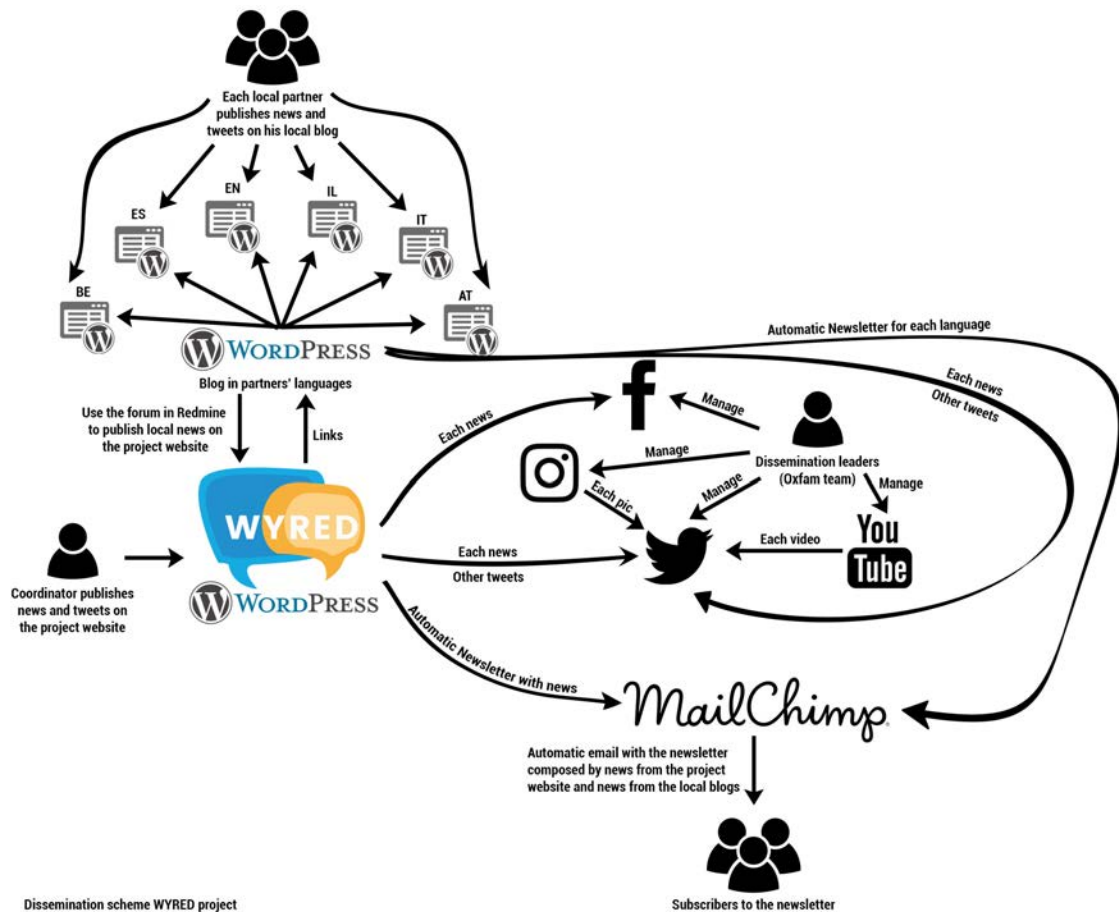 Each local partner
publishes news and
tweets on his local blog
EN
IL
ES
IT
BE
AT
WORDPRESS
Blog in partners' languages
Automatic Newsletter for each language
Each news
Other tweets
Use the forum in Redmine
to publish local news on
the project website
Links
Each news
Manage
Manage
Dissemination leaders
(Oxfam team)
Each pic
Manage
Manage
WYRED
WORDPRESS
Each news
Other tweets
Each video
You
Tube
Coordinator publishes
news and tweets on
the project website
Automatic Newsletter with news
MailChimp
Automatic email with the newsletter
composed by news from the project
website and news from the local blogs
Subscribers to the newsletter
Dissemination scheme WYRED project